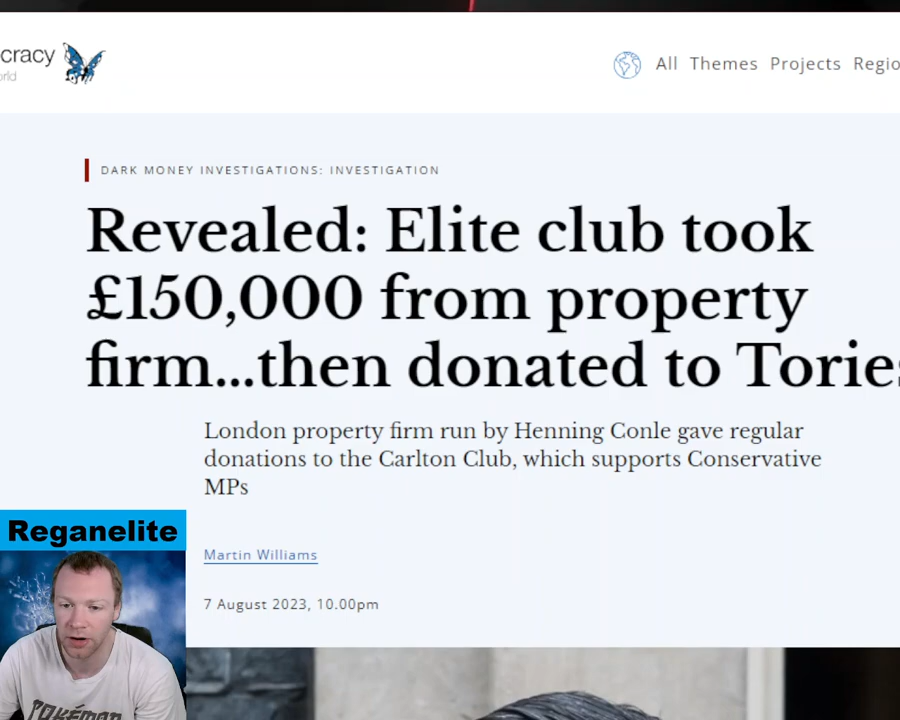 cracy
orld
All Themes Projects Regio
DARK MONEY INVESTIGATIONS: INVESTIGATION
Revealed: Elite club took
£150,000 from property
firm...then donated to Tories
London property firm run by Henning Conle gave regular
donations to the Carlton Club, which supports Conservative
MPs
Martin Williams
7 August 2023, 10.00pm
Reganelite
POKÉMON